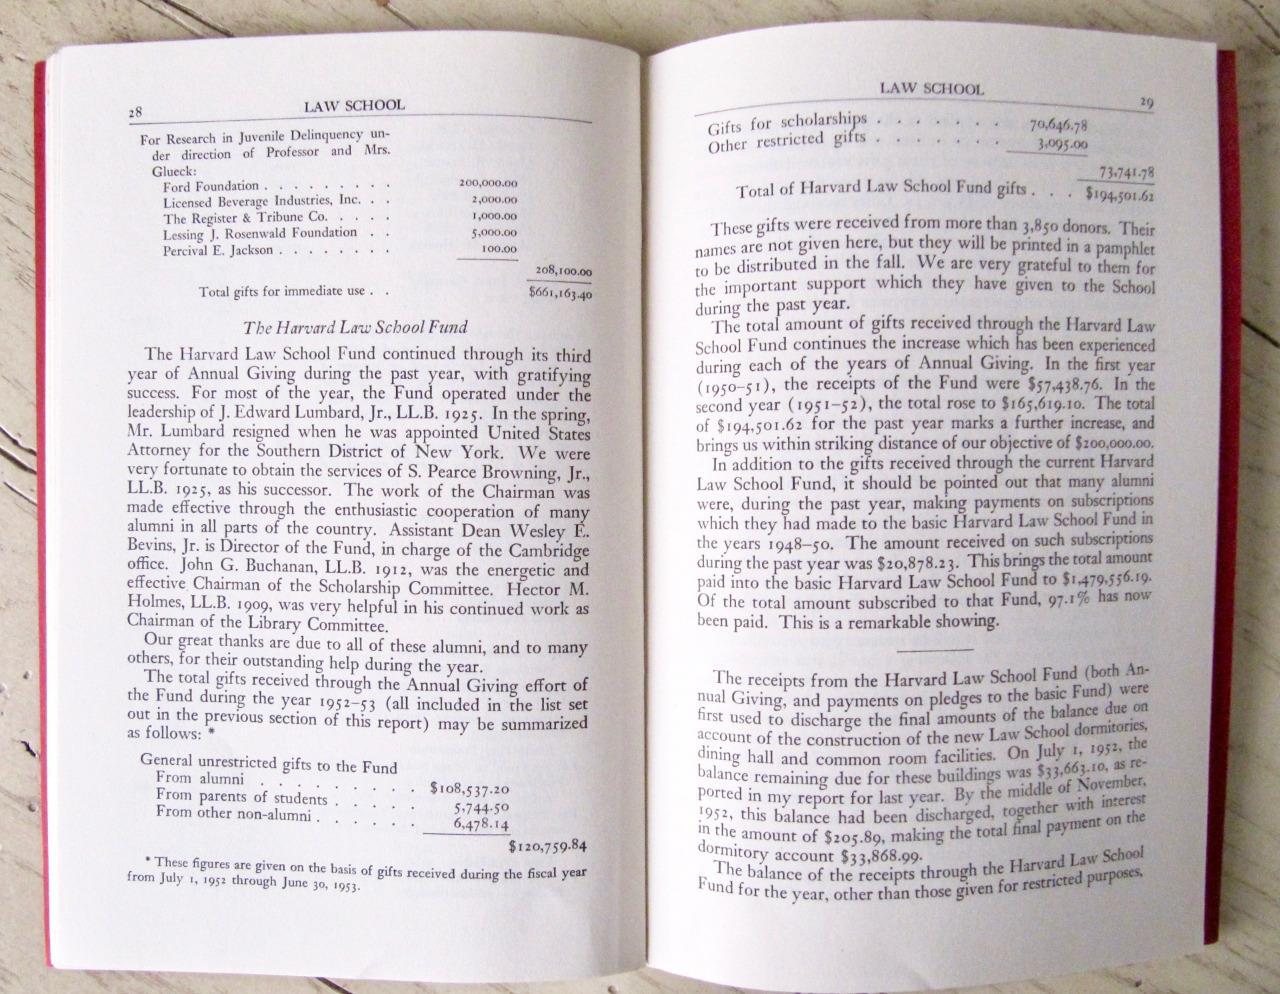 28
LAW SCHOOL
For Research in Juvenile Delinquency un-
der direction of Professor and Mrs.
Glueck:
Ford Foundation . . . . . . . . . 200,000.00
Licensed Beverage Industries, Inc. . . 2,000.00
The Register & Tribune Co. . . . . 1,000.00
Lessing J. Rosenwald Foundation . . 5,000.00
Percival E. Jackson . . . . . . . . 100.00
208,100.00
Total gifts for immediate use . . $661,163.40
The Harvard Law School Fund
The Harvard Law School Fund continued through its third
year of Annual Giving during the past year, with gratifying
success. For most of the year, the Fund operated under the
leadership of J. Edward Lumbard, Jr., LL.B. 1925. In the spring,
Mr. Lumbard resigned when he was appointed United States
Attorney for the Southern District of New York. We were
very fortunate to obtain the services of S. Pearce Browning, Jr.,
LL.B. 1925, as his successor. The work of the Chairman was
made effective through the enthusiastic cooperation of many
alumni in all parts of the country. Assistant Dean Wesley E.
Bevins, Jr. is Director of the Fund, in charge of the Cambridge
office. John G. Buchanan, LL.B. 1912, was the energetic and
effective Chairman of the Scholarship Committee. Hector M.
Holmes, LL.B. 1909, was very helpful in his continued work as
Chairman of the Library Committee.
Our great thanks are due to all of these alumni, and to many
others, for their outstanding help during the year.
The total gifts received through the Annual Giving effort of
the Fund during the year 1952–53 (all included in the list set
out in the previous section of this report) may be summarized
as follows: *
General unrestricted gifts to the Fund
From alumni . . . . . . . . . $108,537.20
From parents of students . . . . . . 5,744.50
From other non-alumni . . . . . . 6,478.14
$120,759.84
* These figures are given on the basis of gifts received during the fiscal year
from July 1, 1952 through June 30, 1953.
LAW SCHOOL
29
Gifts for scholarships . . . . . . . 70,646.78
Other restricted gifts . . . . . . . 3,095.00
73,741.78
Total of Harvard Law School Fund gifts . . . $194,501.62
These gifts were received from more than 3,850 donors. Their
names are not given here, but they will be printed in a pamphlet
to be distributed in the fall. We are very grateful to them for
the important support which they have given to the School
during the past year.
The total amount of gifts received through the Harvard Law
School Fund continues the increase which has been experienced
during each of the years of Annual Giving. In the first year
(1950–51), the receipts of the Fund were $57,438.76. In the
second year (1951–52), the total rose to $165,619.10. The total
of $194,501.62 for the past year marks a further increase, and
brings us within striking distance of our objective of $200,000.00.
In addition to the gifts received through the current Harvard
Law School Fund, it should be pointed out that many alumni
were, during the past year, making payments on subscriptions
which they had made to the basic Harvard Law School Fund in
the years 1948–50. The amount received on such subscriptions
during the past year was $20,878.23. This brings the total amount
paid into the basic Harvard Law School Fund to $1,479,556.19.
Of the total amount subscribed to that Fund, 97.1% has now
been paid. This is a remarkable showing.
The receipts from the Harvard Law School Fund (both An-
nual Giving, and payments on pledges to the basic Fund) were
first used to discharge the final amounts of the balance due on
account of the construction of the new Law School dormitories,
dining hall and common room facilities. On July 1, 1952, the
balance remaining due for these buildings was $33,663.10, as re-
ported in my report for last year. By the middle of November,
1952, this balance had been discharged, together with interest
in the amount of $205.89, making the total final payment on the
dormitory account $33,868.99.
The balance of the receipts through the Harvard Law School
Fund for the year, other than those given for restricted purposes,